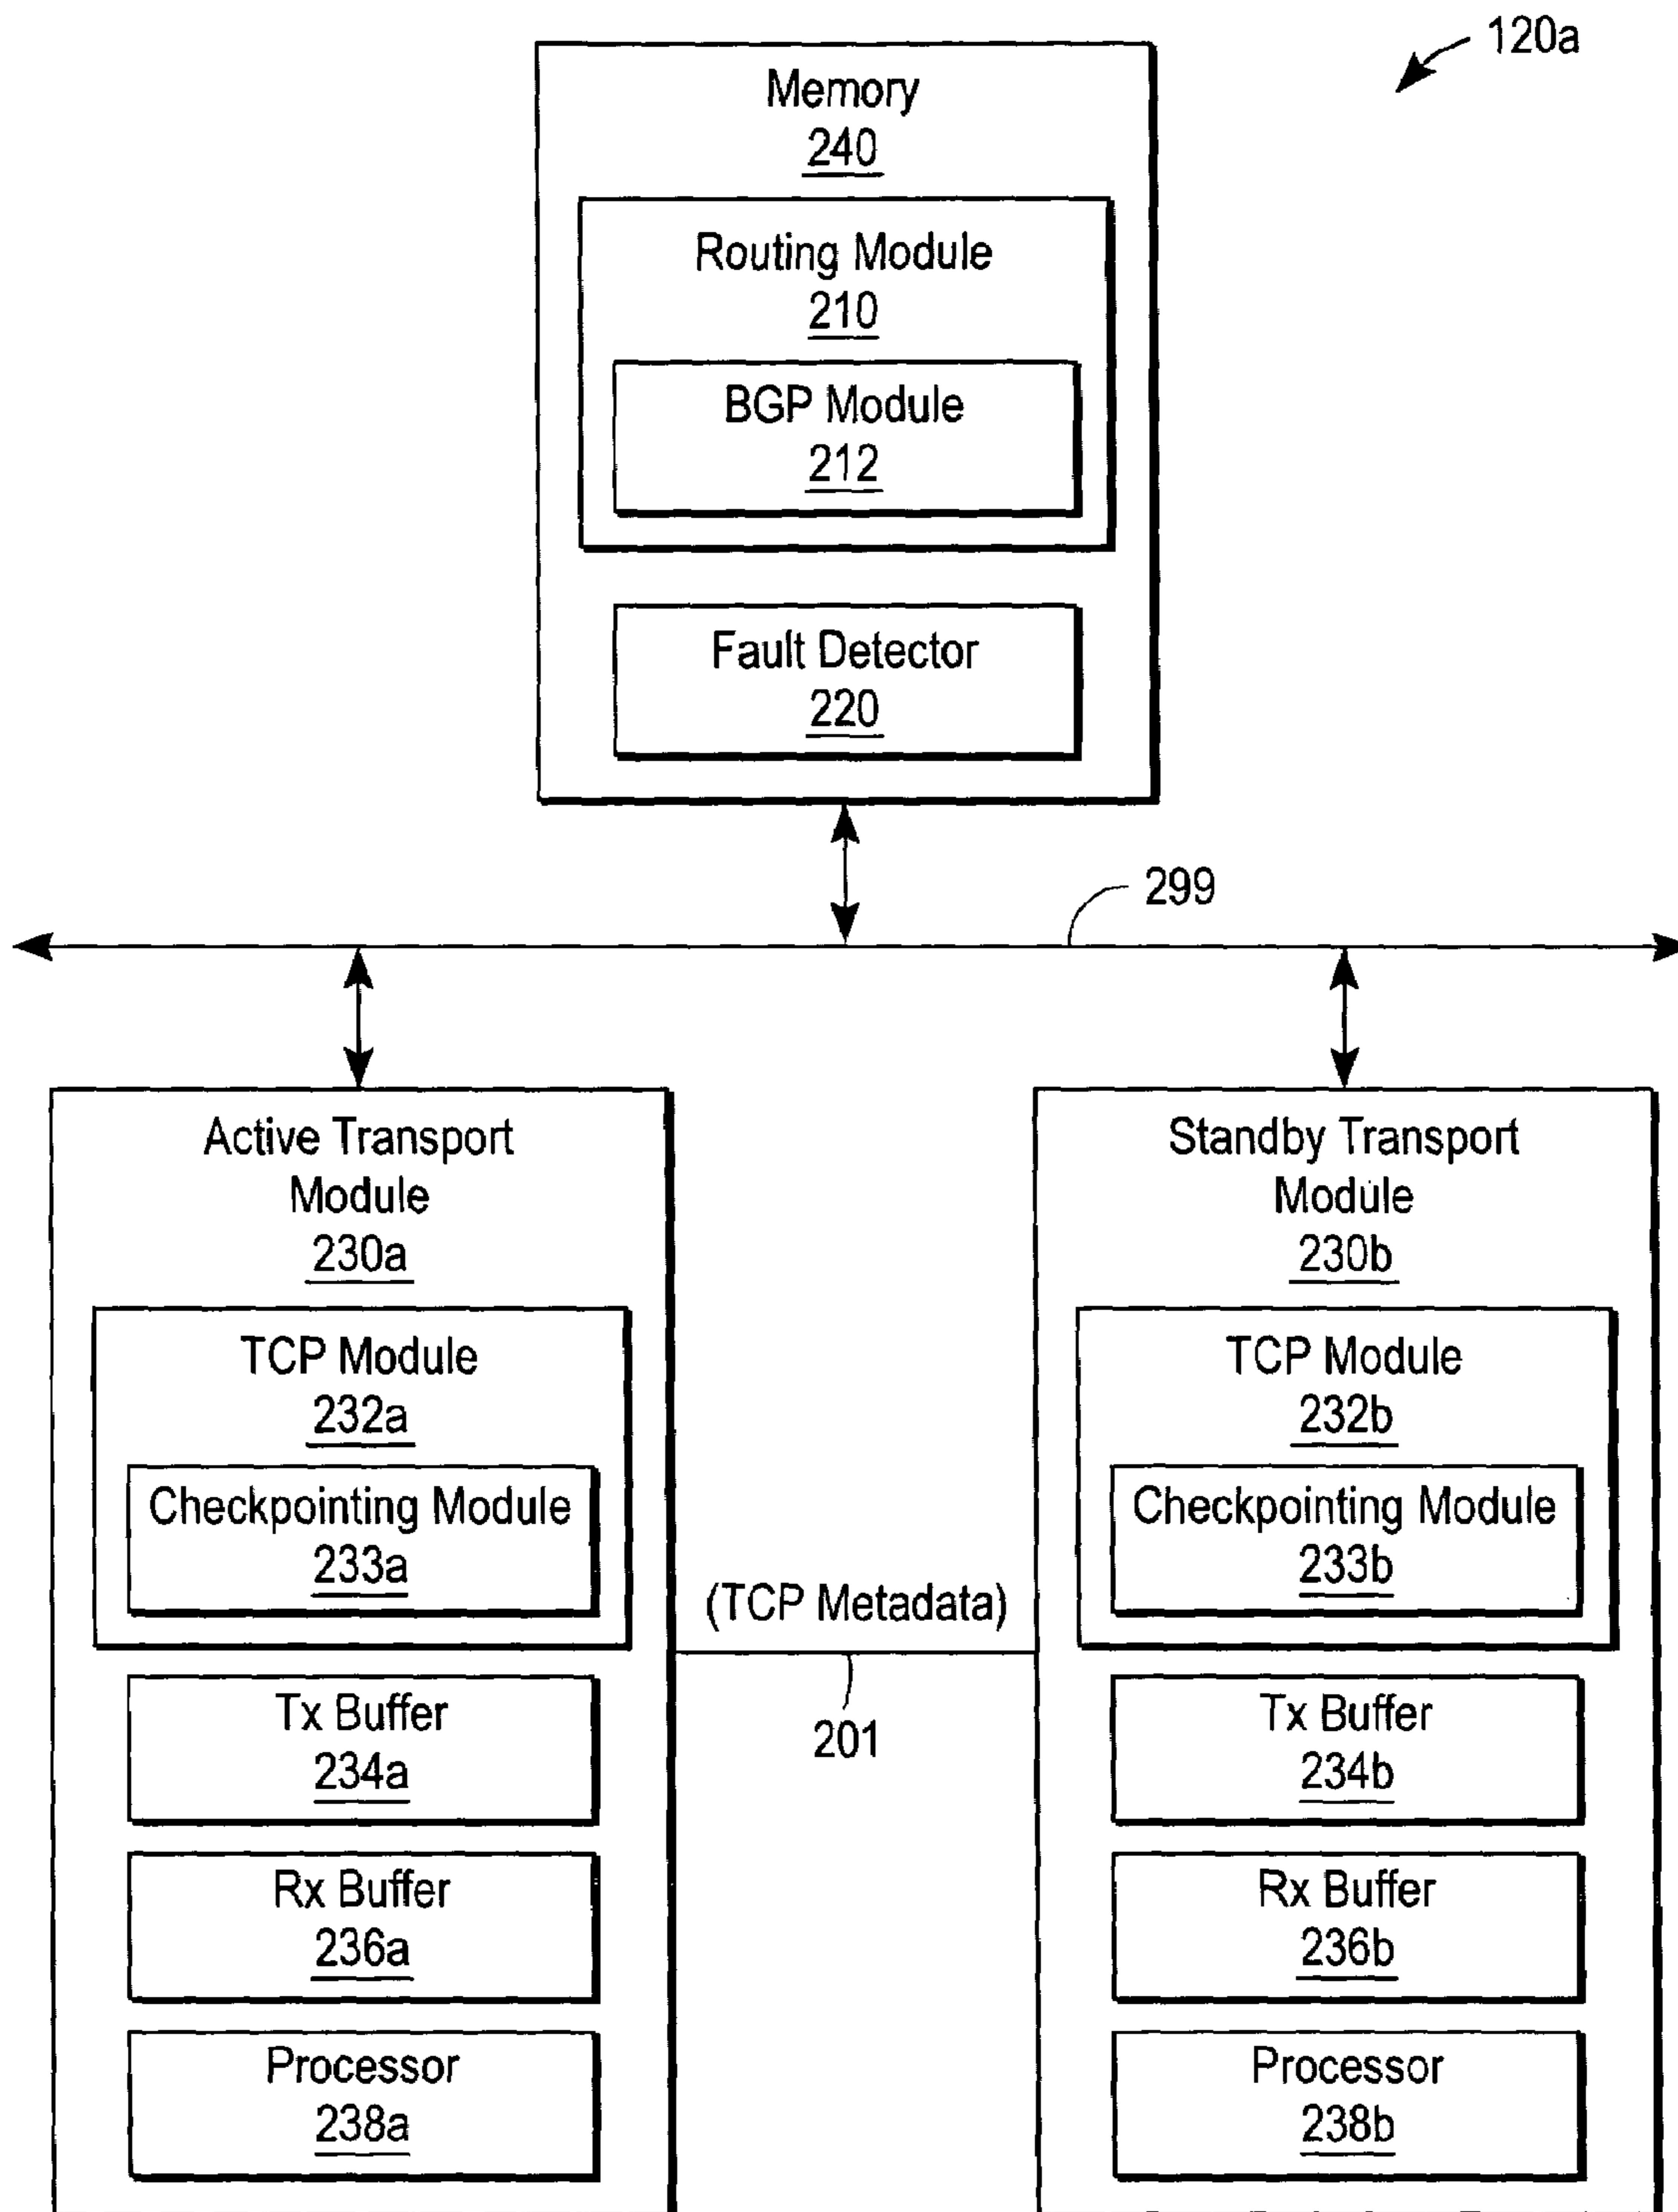 120a
Memory
240
Routing Module
210
BGP Module
212
Fault Detector
220
299
Active Transport
Module
230a
TCP Module
232a
Checkpointing Module
233a
Tx Buffer
234a
Rx Buffer
236a
Processor
238a
(TCP Metadata)
201
Standby Transport
Module
230b
TCP Module
232b
Checkpointing Module
233b
Tx Buffer
234b
Rx Buffer
236b
Processor
238b